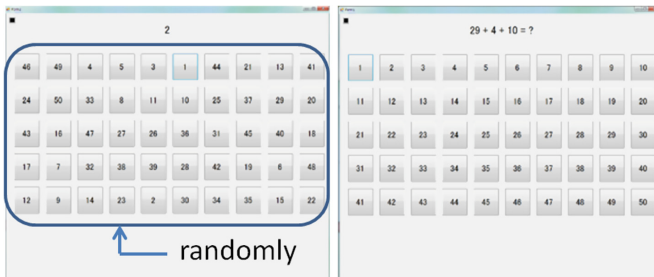 2
46 49 4 5 3 1 44 21 13 41
24 50 33 8 11 10 25 37 29 20
43 16 47 27 26 36 31 45 40 18
17 7 32 38 39 28 42 19 6 48
12 9 14 23 2 30 34 35 15 22
randomly
29 + 4 + 10 = ?
1 2 3 4 5 6 7 8 9 10
11 12 13 14 15 16 17 18 19 20
21 22 23 24 25 26 27 28 29 30
31 32 33 34 35 36 37 38 39 40
41 42 43 44 45 46 47 48 49 50